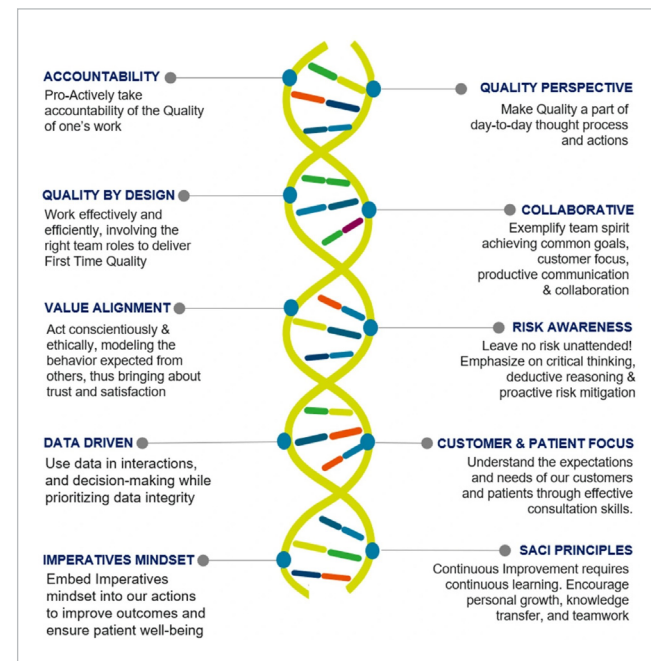 ACCOUNTABILITY
Pro-Actively take
accountability of the Quality
of one's work
QUALITY PERSPECTIVE
Make Quality a part of
day-to-day thought process
and actions
QUALITY BY DESIGN
Work effectively and
efficiently, involving the
right team roles to deliver
First Time Quality
COLLABORATIVE
Exemplify team spirit
achieving common goals,
customer focus,
productive communication
& collaboration
VALUE ALIGNMENT
Act conscientiously &
ethically, modeling the
behavior expected from
others, thus bringing about
trust and satisfaction
RISK AWARENESS
Leave no risk unattended!
Emphasize on critical thinking,
deductive reasoning &
proactive risk mitigation
DATA DRIVEN
Use data in interactions,
and decision-making while
prioritizing data integrity
CUSTOMER & PATIENT FOCUS
Understand the expectations
and needs of our customers
and patients through effective
consultation skills.
IMPERATIVES MINDSET
Embed Imperatives
mindset into our actions
to improve outcomes and
ensure patient well-being
SACI PRINCIPLES
Continuous Improvement requires
continuous learning. Encourage
personal growth, knowledge
transfer, and teamwork